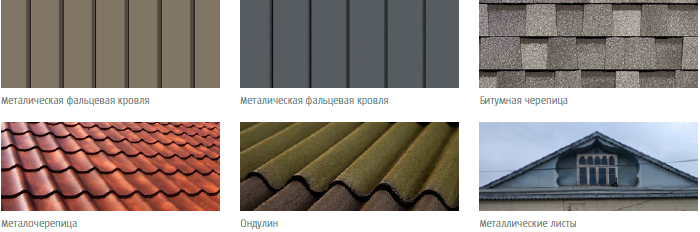 Металическая фальцевая кровля
Металическая фальцевая кровля
Битумная черепица
Металочерепица
Ондулин
Металлические листы